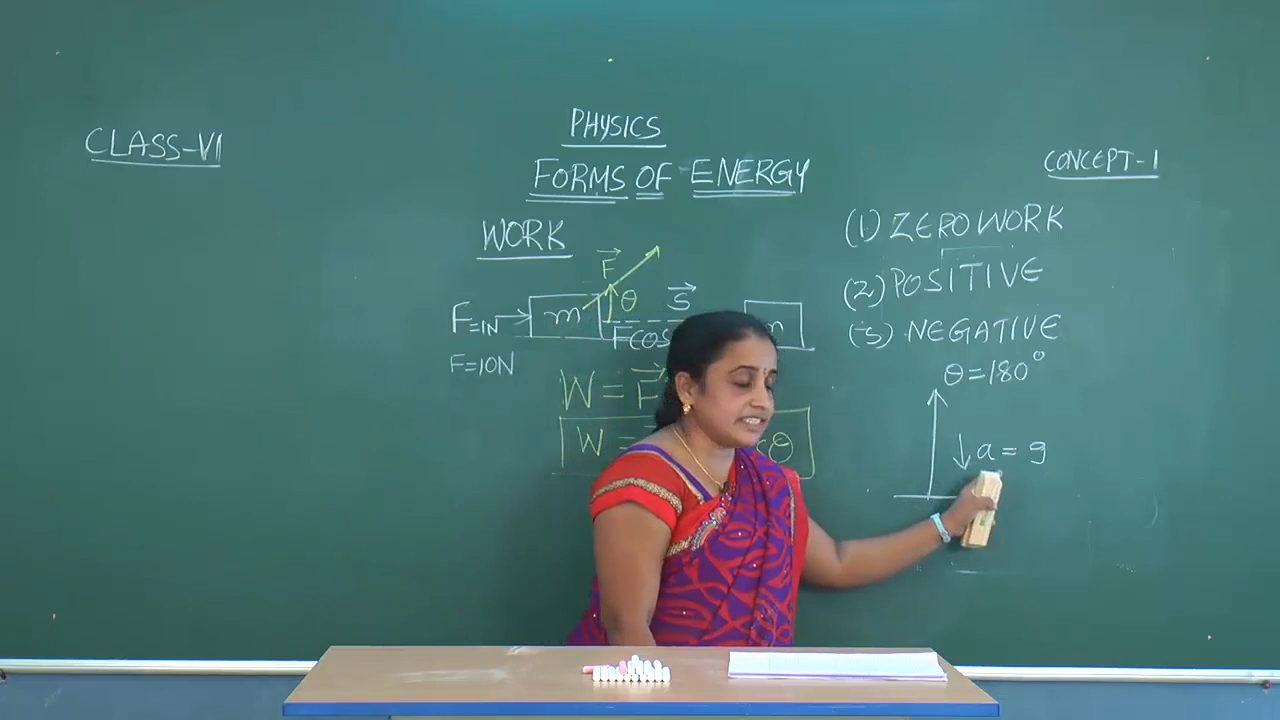 CLASS-VI
PHYSICS
FORMS OF ENERGY
CONCEPT-1
WORK
F
θ
S
F=1N
m
FCOS
F=10N
W = F
W =
θ
(1) ZERO WORK
(2) POSITIVE
(3) NEGATIVE
θ=180°
a = g